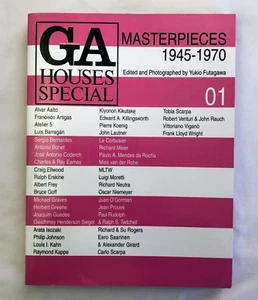 GA
HOUSES
SPECIAL
MASTERPIECES
1945-1970
Edited and Photographed by Yukio Futagawa
01
Alvar Aalto
Francisco Artigas
Atelier 5
Luis Barragán
Sergio Bernardes
Antonio Bonet
José Antonio Coderch
Charles & Ray Eames
Craig Ellwood
Ralph Erskine
Albert Frey
Bruce Goff
Michael Graves
Herbert Greene
Joaquim Guedes
Gwathmey Henderson Siegel
Arata Isozaki
Philip Johnson
Louis I. Kahn
Raymond Kappe
Kiyonori Kikutake
Edward A. Killingsworth
Pierre Koenig
John Lautner
Le Corbusier
Richard Meier
Paulo A. Mendes da Rocha
Mies van der Rohe
MLTW
Luigi Moretti
Richard Neutra
Oscar Niemeyer
Juan O'Gorman
Jean Prouvé
Paul Rudolph
& Ralph S. Twitchell
Richard & Su Rogers
Eero Saarinen
& Alexander Girard
Carlo Scarpa
Tobia Scarpa
Robert Venturi & John Rauch
Vittoriano Viganò
Frank Lloyd Wright